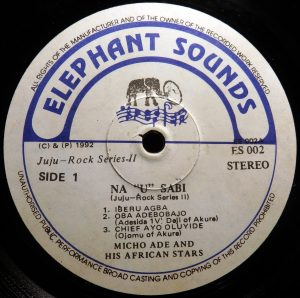 ALL RIGHTS OF THE MANUFACTURER AND OF THE OWNER OF THE RECORDED WORK RESERVED
ELEPHANT SOUNDS
(C) & (P) 1992
Juju-Rock Series-II
SIDE 1
ES 002
STEREO
NA "U" SABI
(Juju-Rock Series II)
1. IBERU AGBA
2. OBA ADEBOBAJO
(Adesida 1V' Deji of Akure)
3. CHIEF AYO OLUYIDE
(Ojomu of Akure)
MICHO ADE AND
HIS AFRICAN STARS
UNAUTHORISED PUBLIC PERFORMANCE BROAD CASTING AND COPYING OF THIS RECORD PROHIBITED